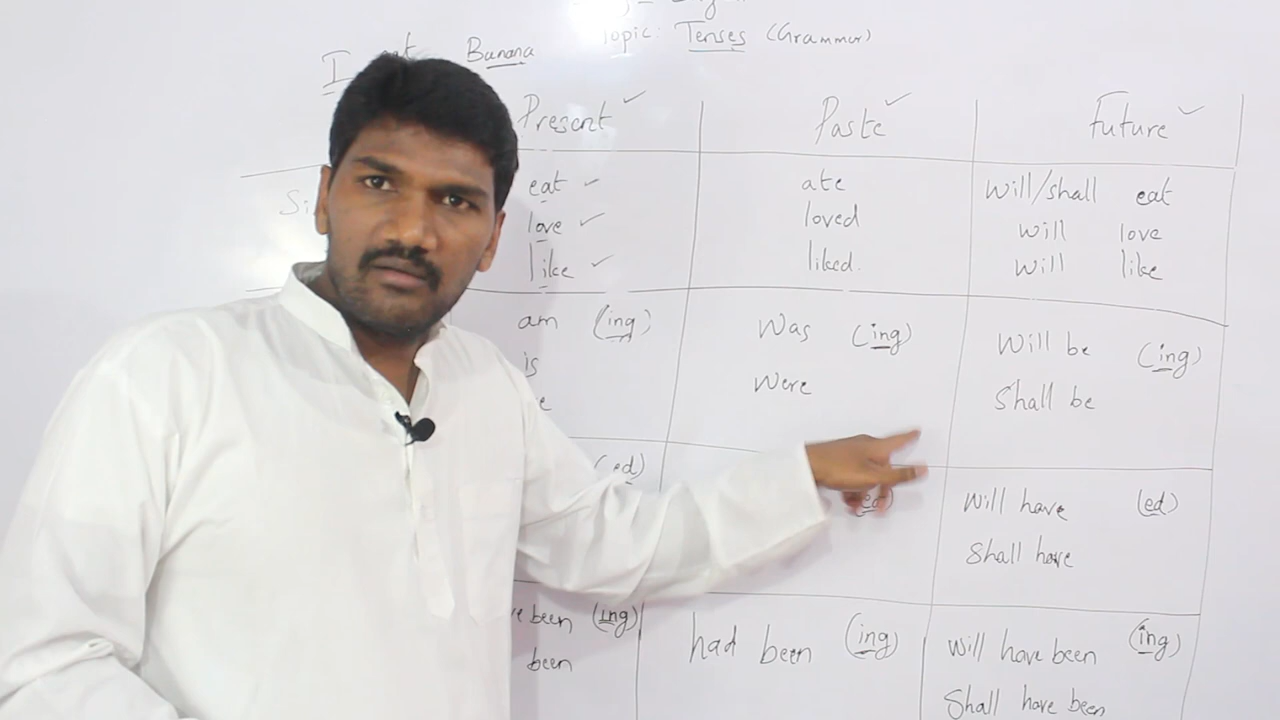 Topic: Tenses (Grammar)
I Banana
Present Paste Future
eat ate will/shall eat
love loved will love
like liked. will like
am (ing) Was (ing) Will be (ing)
is Were Shall be
(ed) (ed) Will have (ed)
Shall have
been (ing) had been (ing) will have been (ing)
been Shall have been